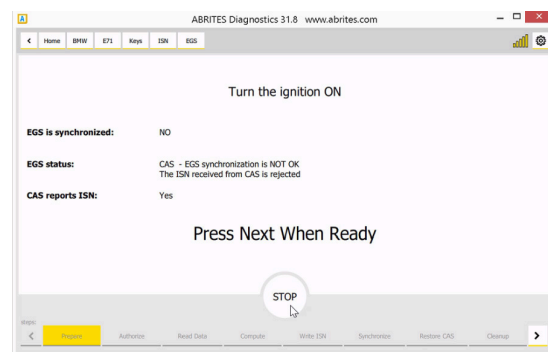 A ABRITES Diagnostics 31.8 www.abrites.com
Home BMW E71 Keys ISN EGS
Turn the ignition ON
EGS is synchronized: NO
EGS status: CAS - EGS synchronization is NOT OK
The ISN received from CAS is rejected
CAS reports ISN: Yes
Press Next When Ready
STOP
steps:
Prepare Authorize Read Data Compute Write ISN Synchronize Restore CAS Cleanup